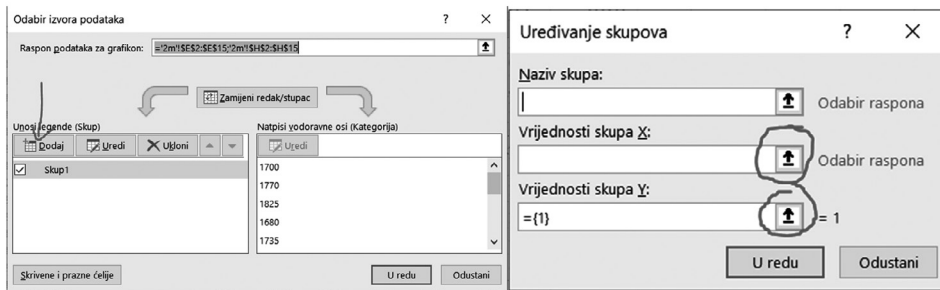 Odabir izvora podataka
? ×
Raspon podataka za grafikon:
='2m'!$E$2:$E$15;'2m'!$H$2:$H$15
Zamijeni redak/stupac
Unosi legende (Skup)
Dodaj
Uredi
Ukloni
Skup1
Natpisi vodoravne osi (Kategorija)
Uredi
1700
1770
1825
1680
1735
Skrivene i prazne ćelije
U redu
Odustani
Uređivanje skupova
? ×
Naziv skupa:
Odabir raspona
Vrijednosti skupa X:
Odabir raspona
Vrijednosti skupa Y:
={1}
= 1
U redu
Odustani